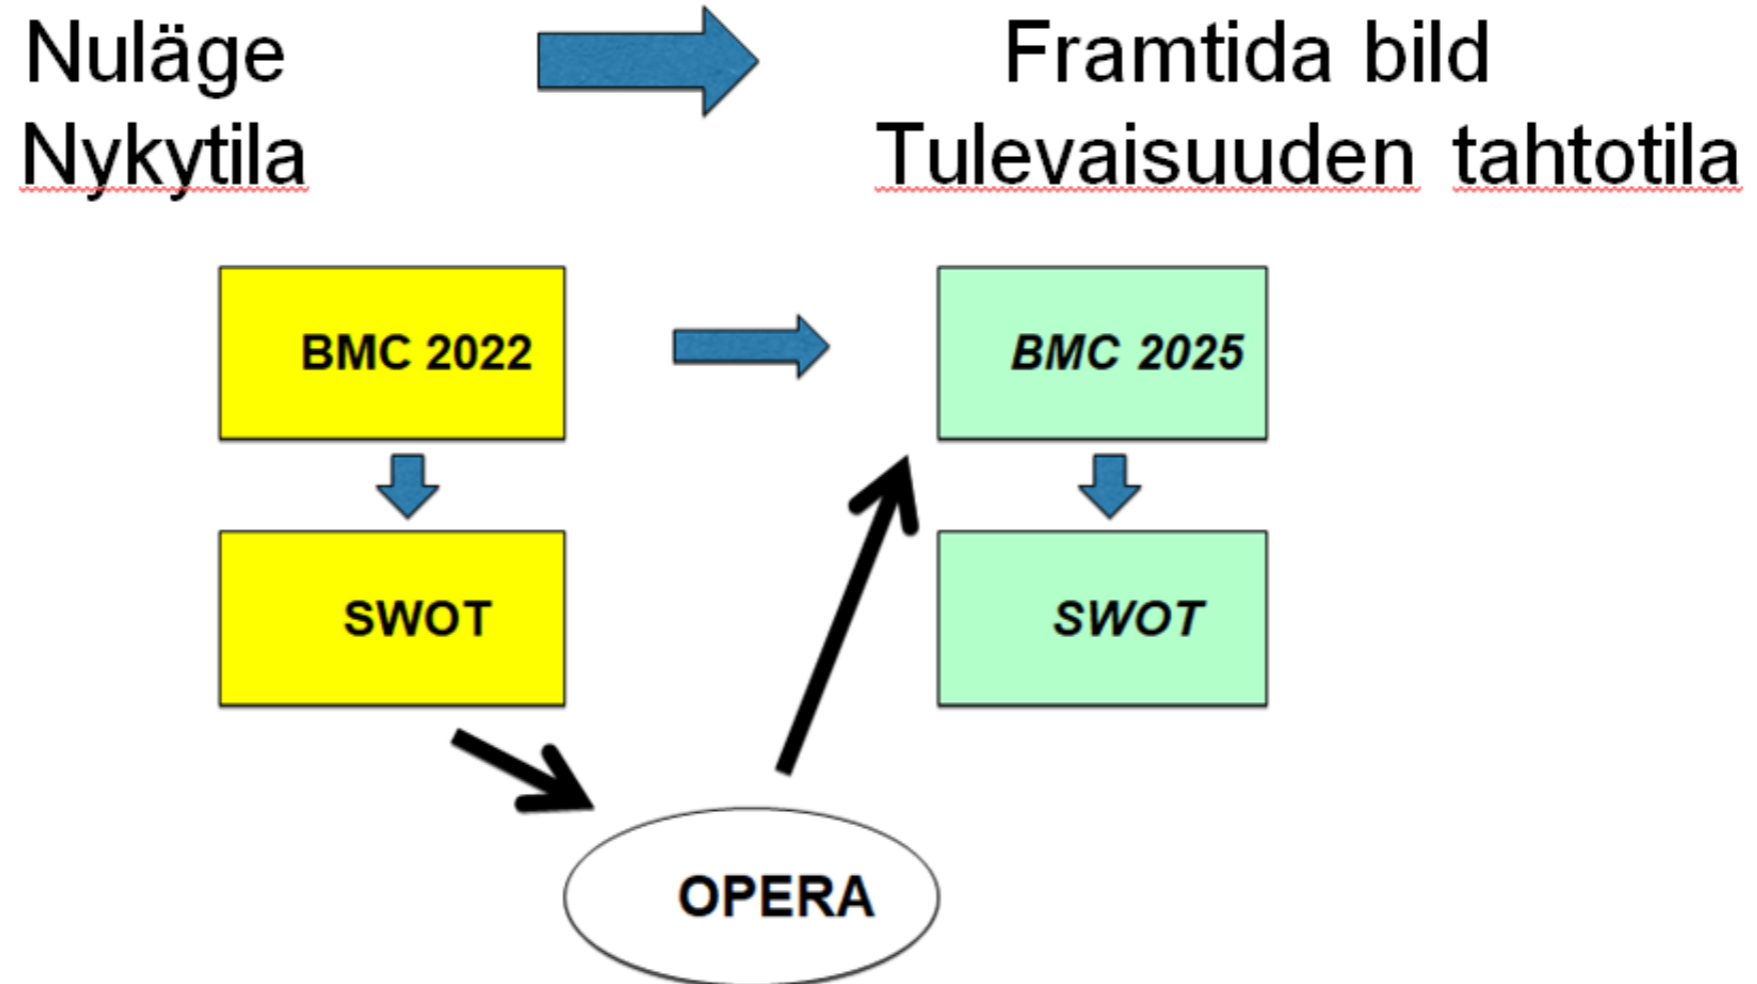 Nuläge
Framtida bild
Nykytila
Tulevaisuuden tahtotila
BMC 2022
BMC 2025
SWOT
SWOT
OPERA